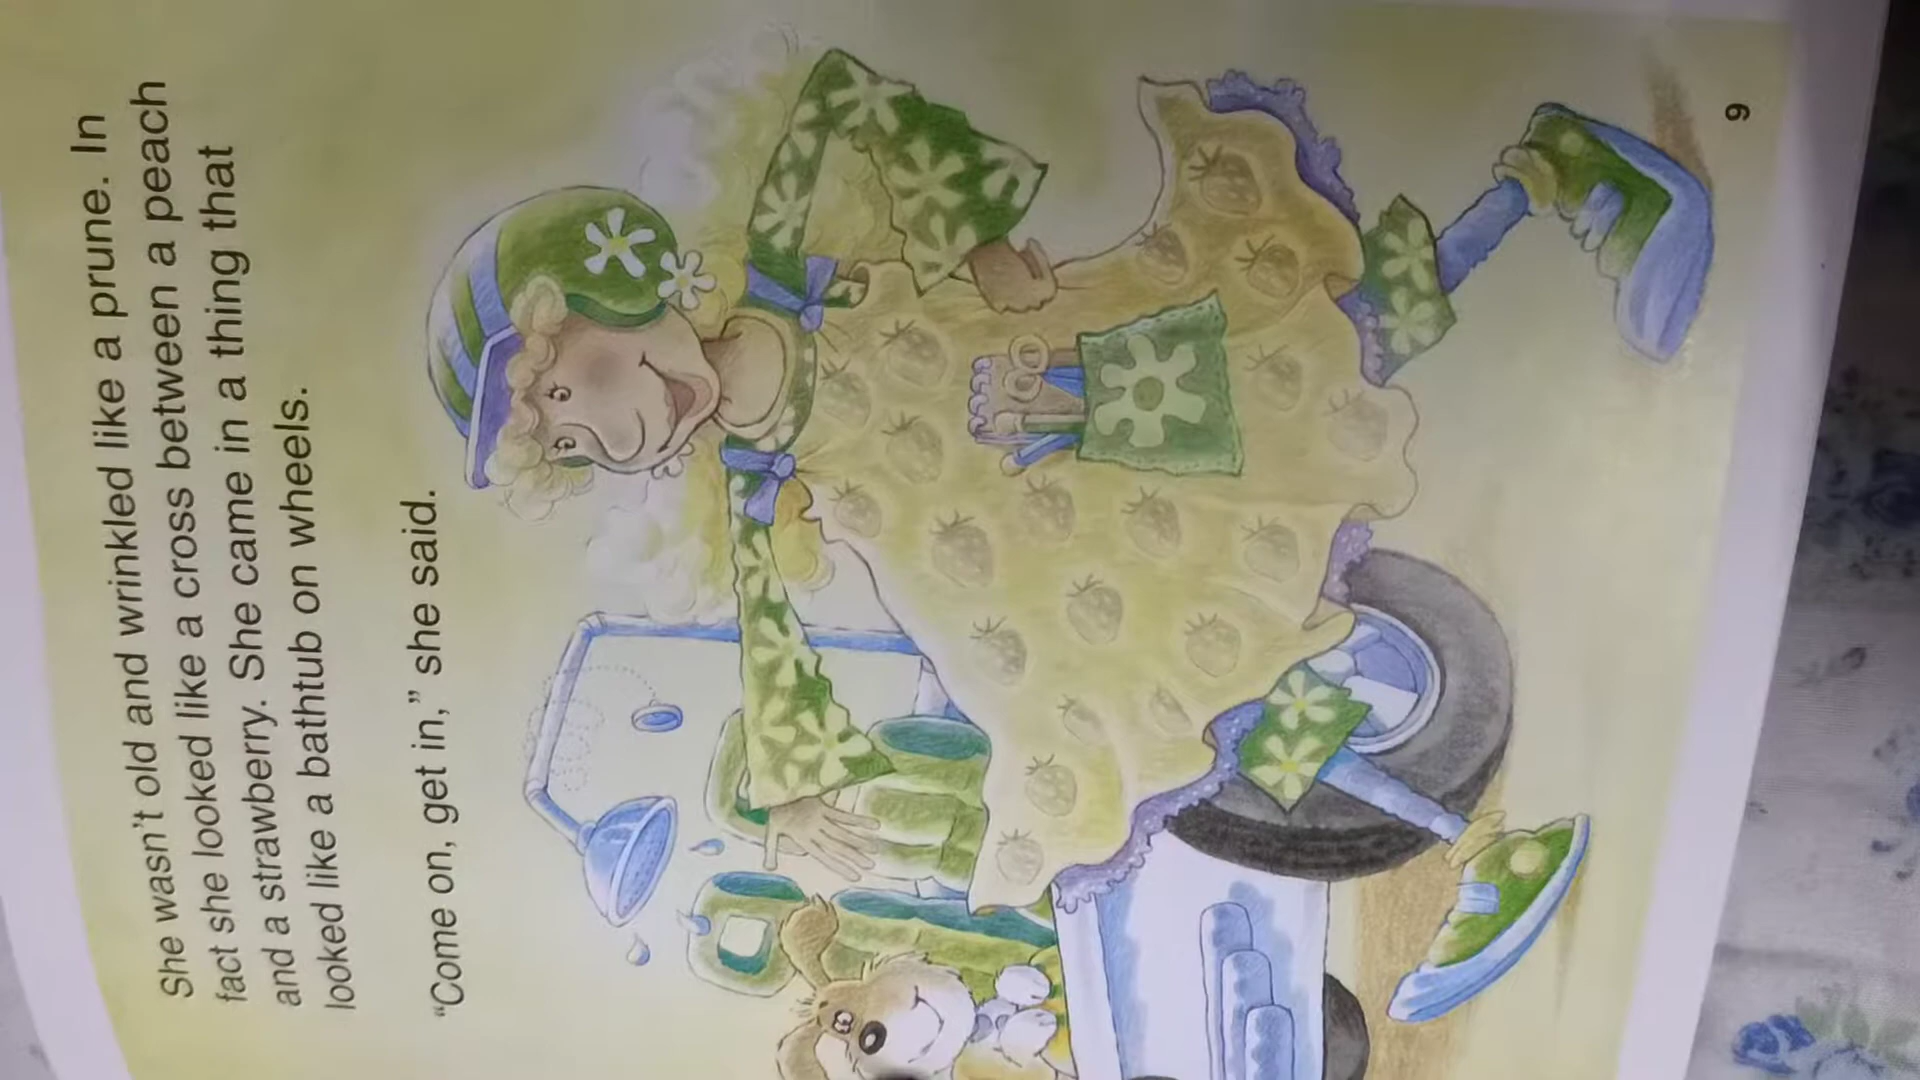 She wasn't old and wrinkled like a prune. In
fact she looked like a cross between a peach
and a strawberry. She came in a thing that
looked like a bathtub on wheels.
“Come on, get in,” she said.
9